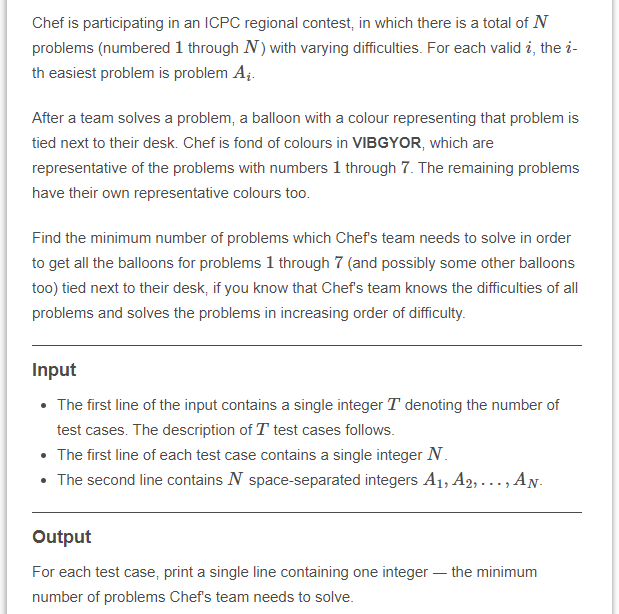 Chef is participating in an ICPC regional contest, in which there is a total of N
problems (numbered 1 through N) with varying difficulties. For each valid i, the i-
th easiest problem is problem Aᵢ.
After a team solves a problem, a balloon with a colour representing that problem is
tied next to their desk. Chef is fond of colours in VIBGYOR, which are
representative of the problems with numbers 1 through 7. The remaining problems
have their own representative colours too.
Find the minimum number of problems which Chef's team needs to solve in order
to get all the balloons for problems 1 through 7 (and possibly some other balloons
too) tied next to their desk, if you know that Chef's team knows the difficulties of all
problems and solves the problems in increasing order of difficulty.
Input
• The first line of the input contains a single integer T denoting the number of
test cases. The description of T test cases follows.
• The first line of each test case contains a single integer N.
• The second line contains N space-separated integers A₁, A₂, . . . , A_N.
Output
For each test case, print a single line containing one integer — the minimum
number of problems Chef's team needs to solve.